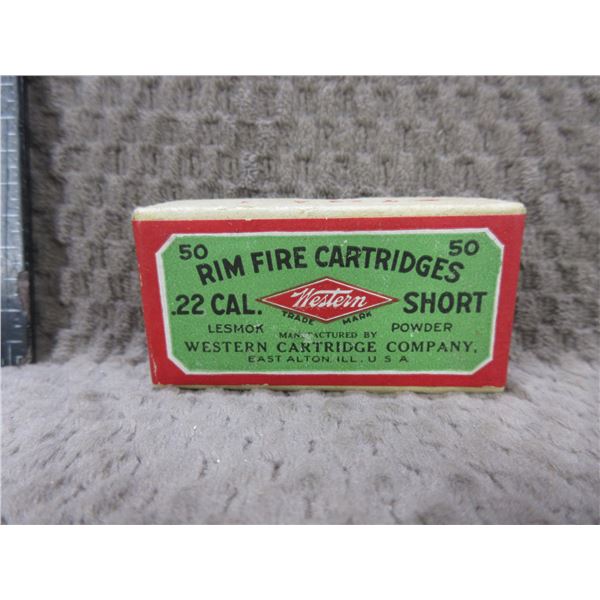 50 50
RIM FIRE CARTRIDGES
.22 CAL. Western SHORT
TRADE MARK
LESMOK POWDER
MANUFACTURED BY
WESTERN CARTRIDGE COMPANY,
EAST ALTON, ILL., U. S. A.